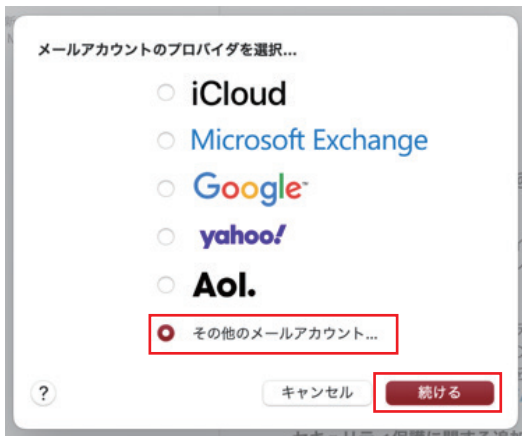 メールアカウントのプロバイダを選択...
iCloud
Microsoft Exchange
Google™
yahoo!
Aol.
その他のメールアカウント...
?
キャンセル
続ける